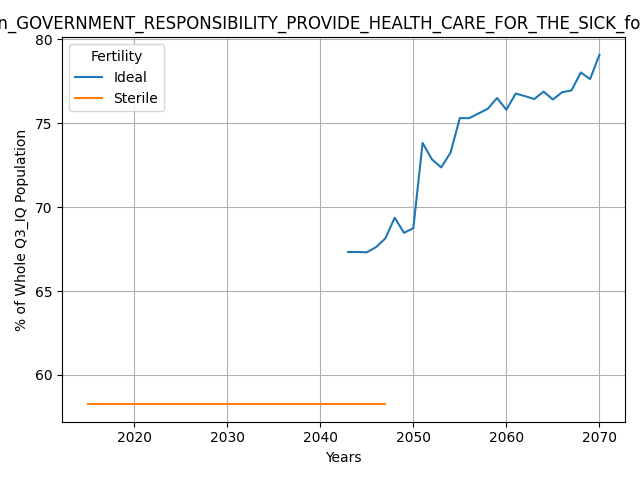 n_GOVERNMENT_RESPONSIBILITY_PROVIDE_HEALTH_CARE_FOR_THE_SICK_fo
80
75
70
65
60
% of Whole Q3_IQ Population
Fertility
Ideal
Sterile
2020 2030 2040 2050 2060 2070
Years